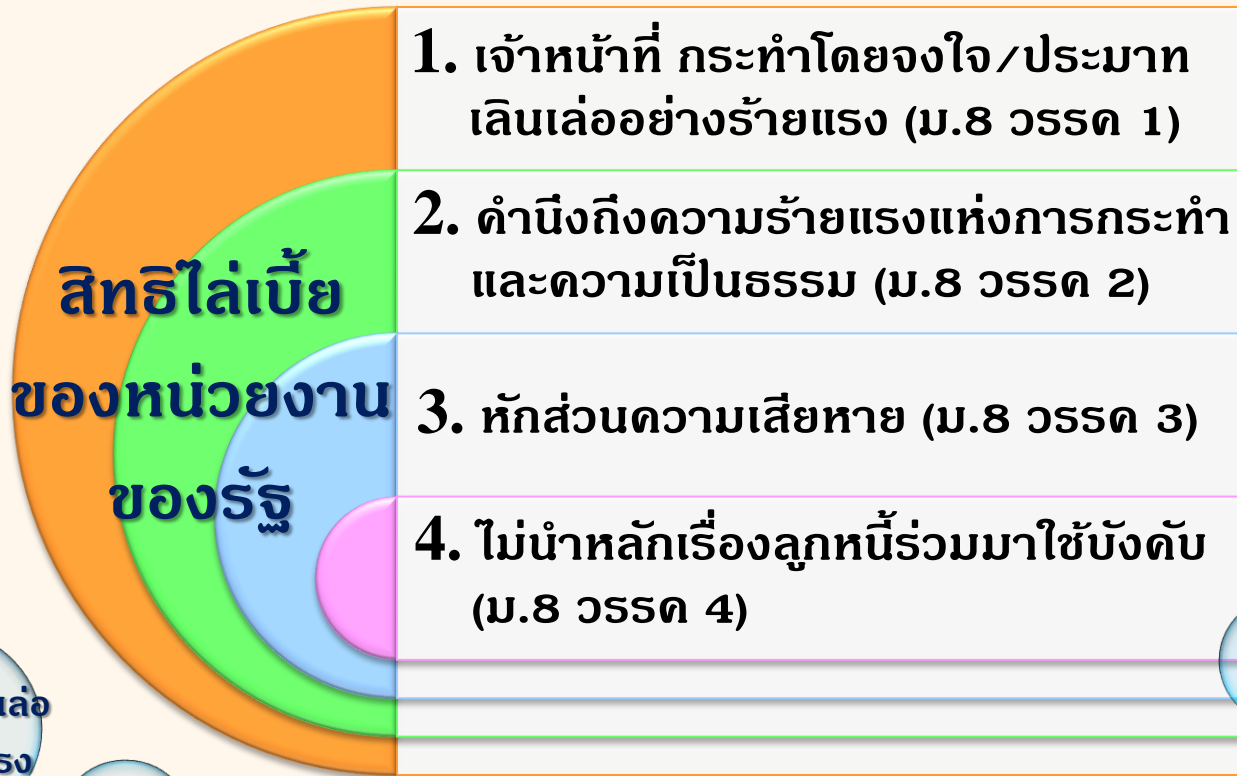 สิทธิไล่เบี้ย
ของหน่วยงาน
ของรัฐ
1. เจ้าหน้าที่ กระทำโดยจงใจ/ประมาท
เลินเล่ออย่างร้ายแรง (ม.8 วรรค 1)
2. คำนึงถึงความร้ายแรงแห่งการกระทำ
และความเป็นธรรม (ม.8 วรรค 2)
3. หักส่วนความเสียหาย (ม.8 วรรค 3)
4. ไม่นำหลักเรื่องลูกหนี้ร่วมมาใช้บังคับ
(ม.8 วรรค 4)